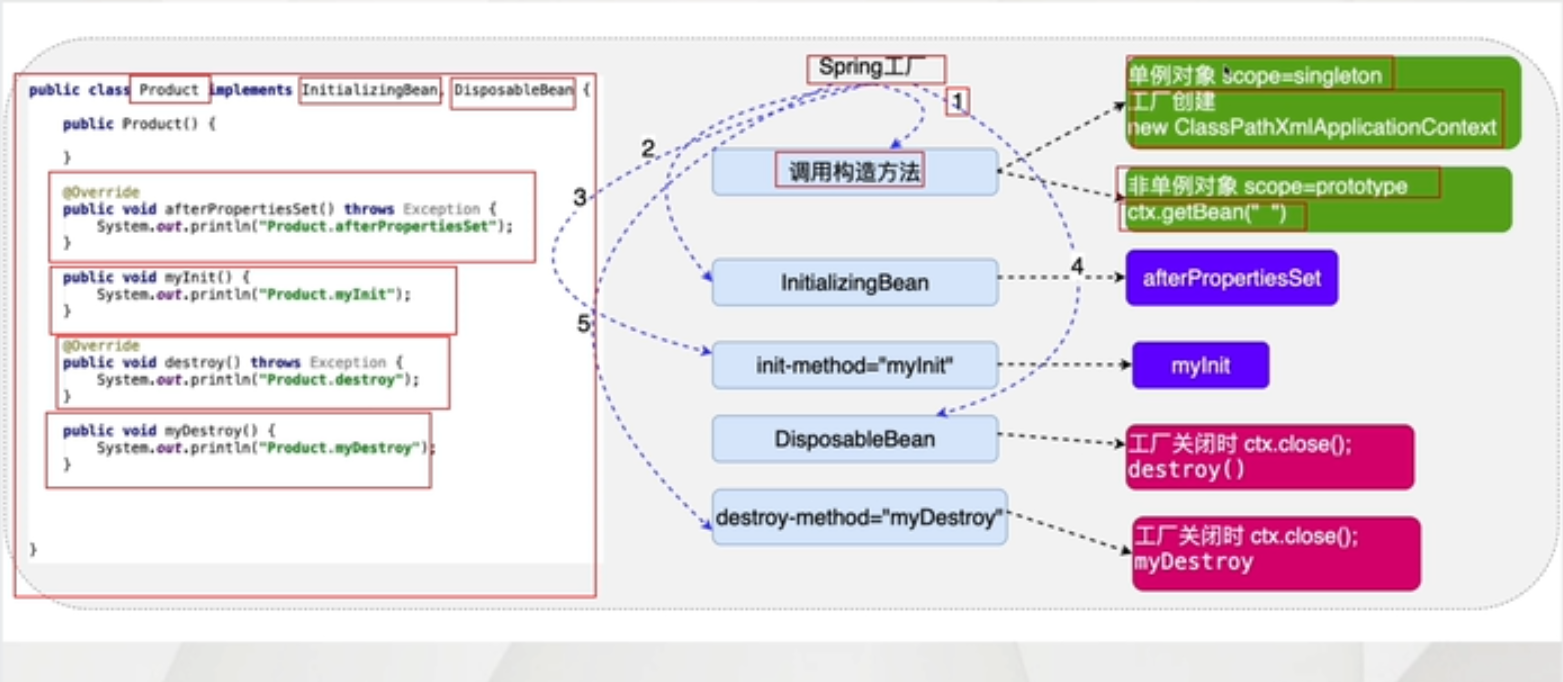 public class Product implements InitializingBean, DisposableBean {
public Product() {
}
@Override
public void afterPropertiesSet() throws Exception {
System.out.println("Product.afterPropertiesSet");
}
public void myInit() {
System.out.println("Product.myInit");
}
@Override
public void destroy() throws Exception {
System.out.println("Product.destroy");
}
public void myDestroy() {
System.out.println("Product.myDestroy");
}
}
Spring工厂
1
2
3
4
5
调用构造方法
单例对象 scope=singleton
工厂创建
new ClassPathXmlApplicationContext
非单例对象 scope=prototype
ctx.getBean(" ")
InitializingBean
afterPropertiesSet
init-method="myInit"
myInit
DisposableBean
工厂关闭时 ctx.close();
destroy()
destroy-method="myDestroy"
工厂关闭时 ctx.close();
myDestroy